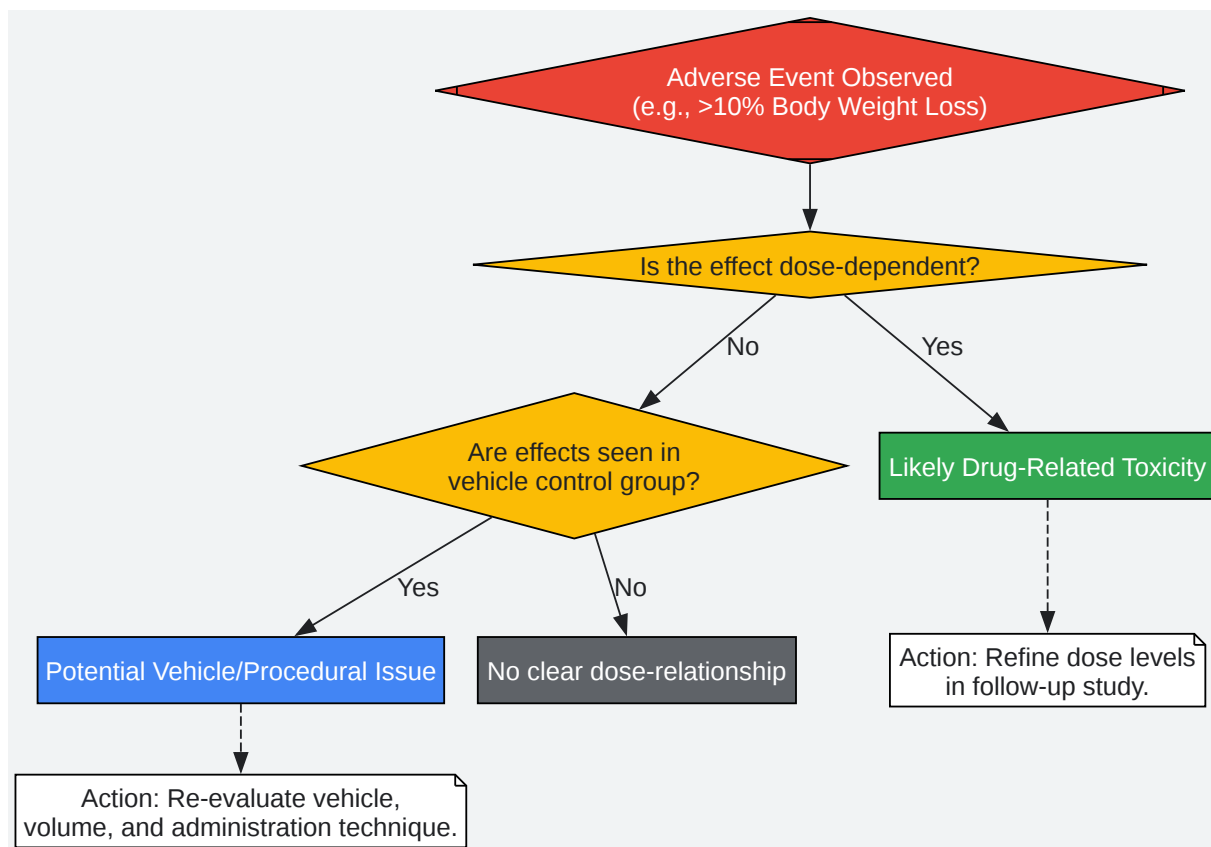 Adverse Event Observed
(e.g., >10% Body Weight Loss)
Is the effect dose-dependent?
No
Yes
Are effects seen in
vehicle control group?
Likely Drug-Related Toxicity
Yes
No
Potential Vehicle/Procedural Issue
No clear dose-relationship
Action: Refine dose levels
in follow-up study.
Action: Re-evaluate vehicle,
volume, and administration technique.